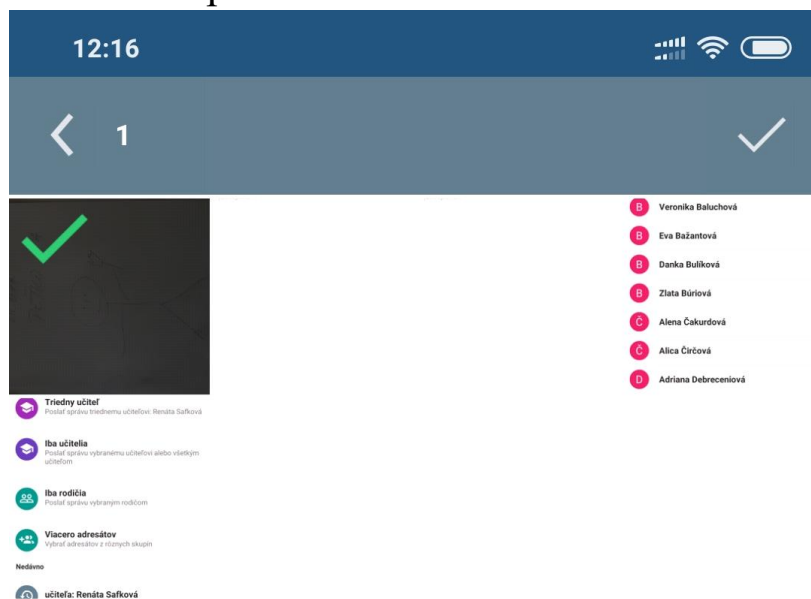 12:16
1
B Veronika Baluchová
B Eva Bažantová
B Danka Bulíková
B Zlata Búriová
Č Alena Čakurdová
Č Alica Čirčová
D Adriana Debreceniová
Triedny učiteľ
Poslať správu triednemu učiteľovi: Renáta Safková
Iba učitelia
Poslať správu vybranému učiteľovi alebo všetkým
učiteľom
Iba rodičia
Poslať správu vybraným rodičom
Viacero adresátov
Vybrať adresátov z rôznych skupín
Nedávno
učiteľa: Renáta Safková